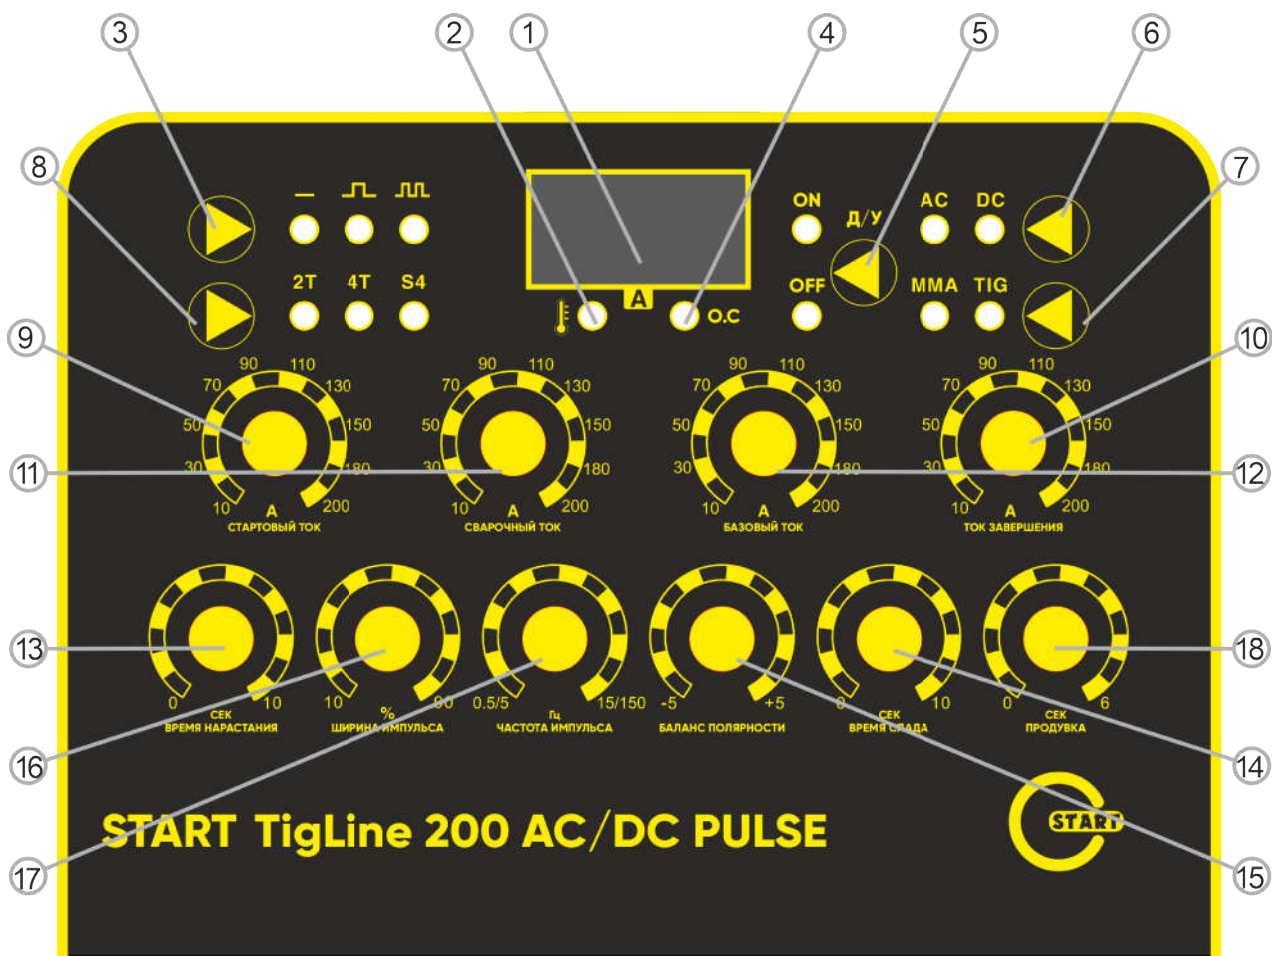 3 2 1 4 5 6
8 7
ON Д/У AC DC
2T 4T S4 A O.C OFF MMA TIG
9 10
10 30 50 70 90 110 130 150 180 200
10 30 50 70 90 110 130 150 180 200
10 30 50 70 90 110 130 150 180 200
10 30 50 70 90 110 130 150 180 200
11 12
A A A A
СТАРТОВЫЙ ТОК СВАРОЧНЫЙ ТОК БАЗОВЫЙ ТОК ТОК ЗАВЕРШЕНИЯ
13 18
0 10 10 90 0.5/5 15/150 -5 +5 0 10 0 6
СЕК % Гц СЕК СЕК
ВРЕМЯ НАРАСТАНИЯ ШИРИНА ИМПУЛЬСА ЧАСТОТА ИМПУЛЬСА БАЛАНС ПОЛЯРНОСТИ ВРЕМЯ СПАДА ПРОДУВКА
16 14
START TigLine 200 AC/DC PULSE START
17 15